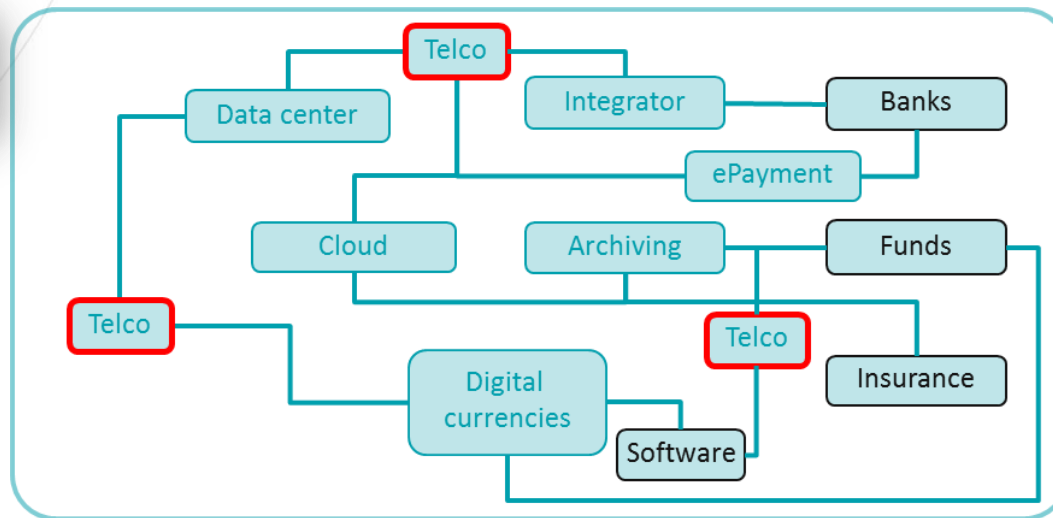 Telco
Data center
Integrator
Banks
ePayment
Cloud
Archiving
Funds
Telco
Telco
Digital
currencies
Insurance
Software